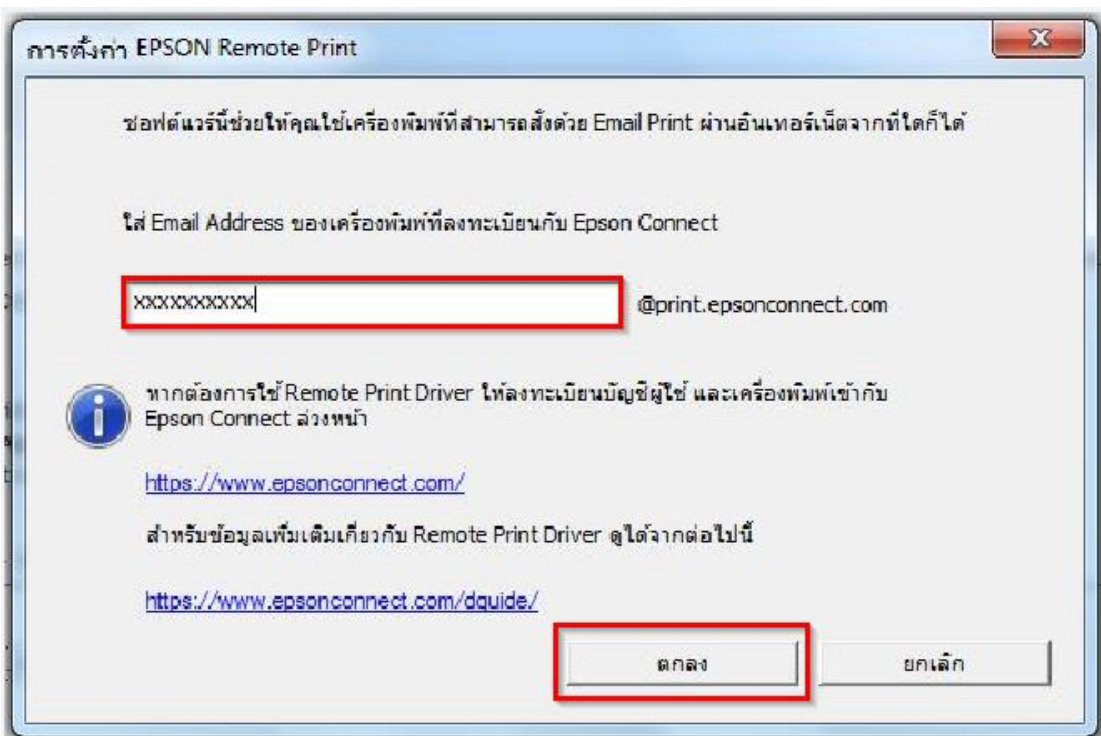 การตั้งค่า EPSON Remote Print
ซอฟต์แวร์นี้ช่วยให้คุณใช้เครื่องพิมพ์ที่สามารถสั่งด้วย Email Print ผ่านอินเทอร์เน็ตจากที่ใดก็ได้
ใส่ Email Address ของเครื่องพิมพ์ที่ลงทะเบียนกับ Epson Connect
xxxxxxxxxx
@print.epsonconnect.com
หากต้องการใช้ Remote Print Driver ให้ลงทะเบียนบัญชีผู้ใช้ และเครื่องพิมพ์เข้ากับ
Epson Connect ล่วงหน้า
https://www.epsonconnect.com/
สำหรับข้อมูลเพิ่มเติมเกี่ยวกับ Remote Print Driver ดูได้จากต่อไปนี้
https://www.epsonconnect.com/dguide/
ตกลง
ยกเลิก